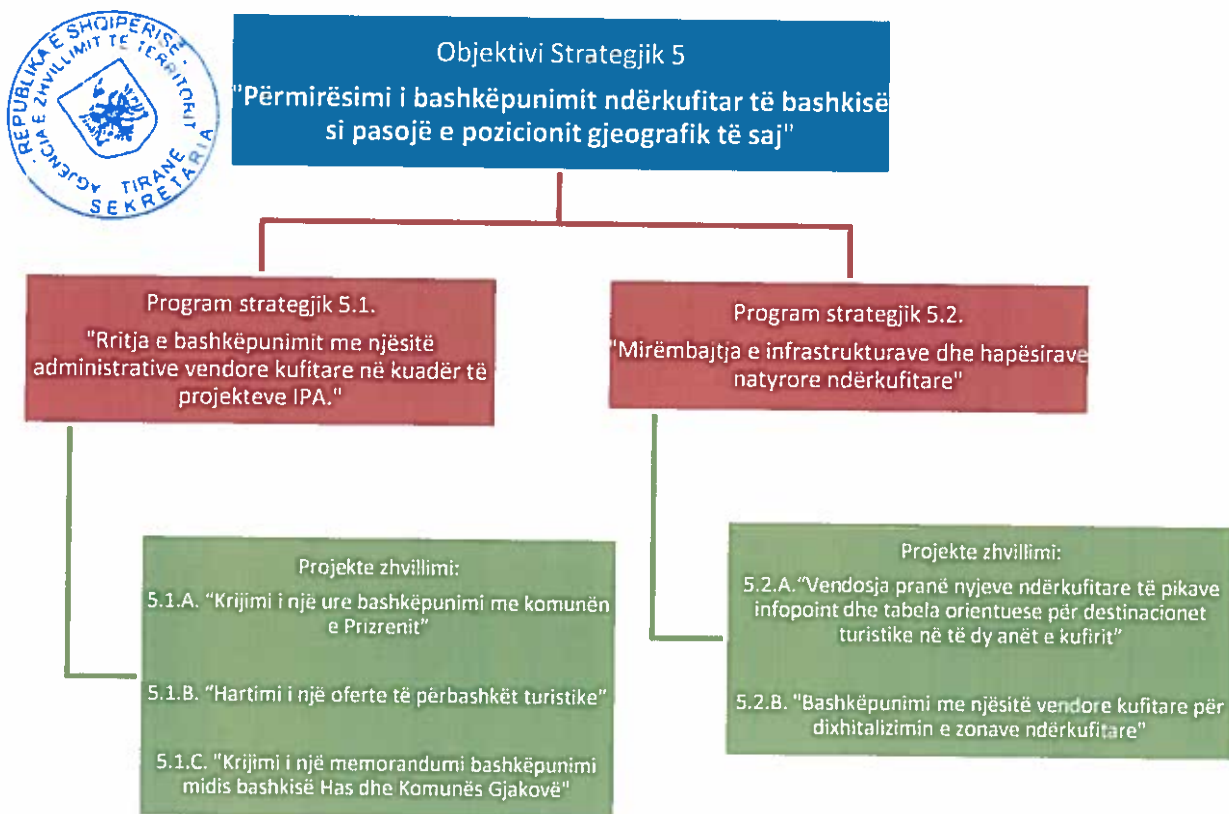 REPUBLIKA E SHQIPËRISË
AGJENCIA E ZHVILLIMIT TË TERRITORIT
TIRANË
SEKRETARIA
Objektivi Strategjik 5
"Përmirësimi i bashkëpunimit ndërkufitar të bashkisë
si pasojë e pozicionit gjeografik të saj"
Program strategjik 5.1.
"Rritja e bashkëpunimit me njësitë
administrative vendore kufitare në kuadër të
projekteve IPA."
Program strategjik 5.2.
"Mirëmbajtja e infrastrukturave dhe hapësirave
natyrore ndërkufitare"
Projekte zhvillimi:
5.1.A. “Krijimi i një ure bashkëpunimi me komunën
e Prizrenit”
5.1.B. “Hartimi i një oferte të përbashkët turistike”
5.1.C. "Krijimi i një memorandumi bashkëpunimi
midis bashkisë Has dhe Komunës Gjakovë"
Projekte zhvillimi:
5.2.A.“Vendosja pranë nyjeve ndërkufitare të pikave
infopoint dhe tabela orientuese për destinacionet
turistike në të dy anët e kufirit”
5.2.B. "Bashkëpunimi me njësitë vendore kufitare për
dixhitalizimin e zonave ndërkufitare"